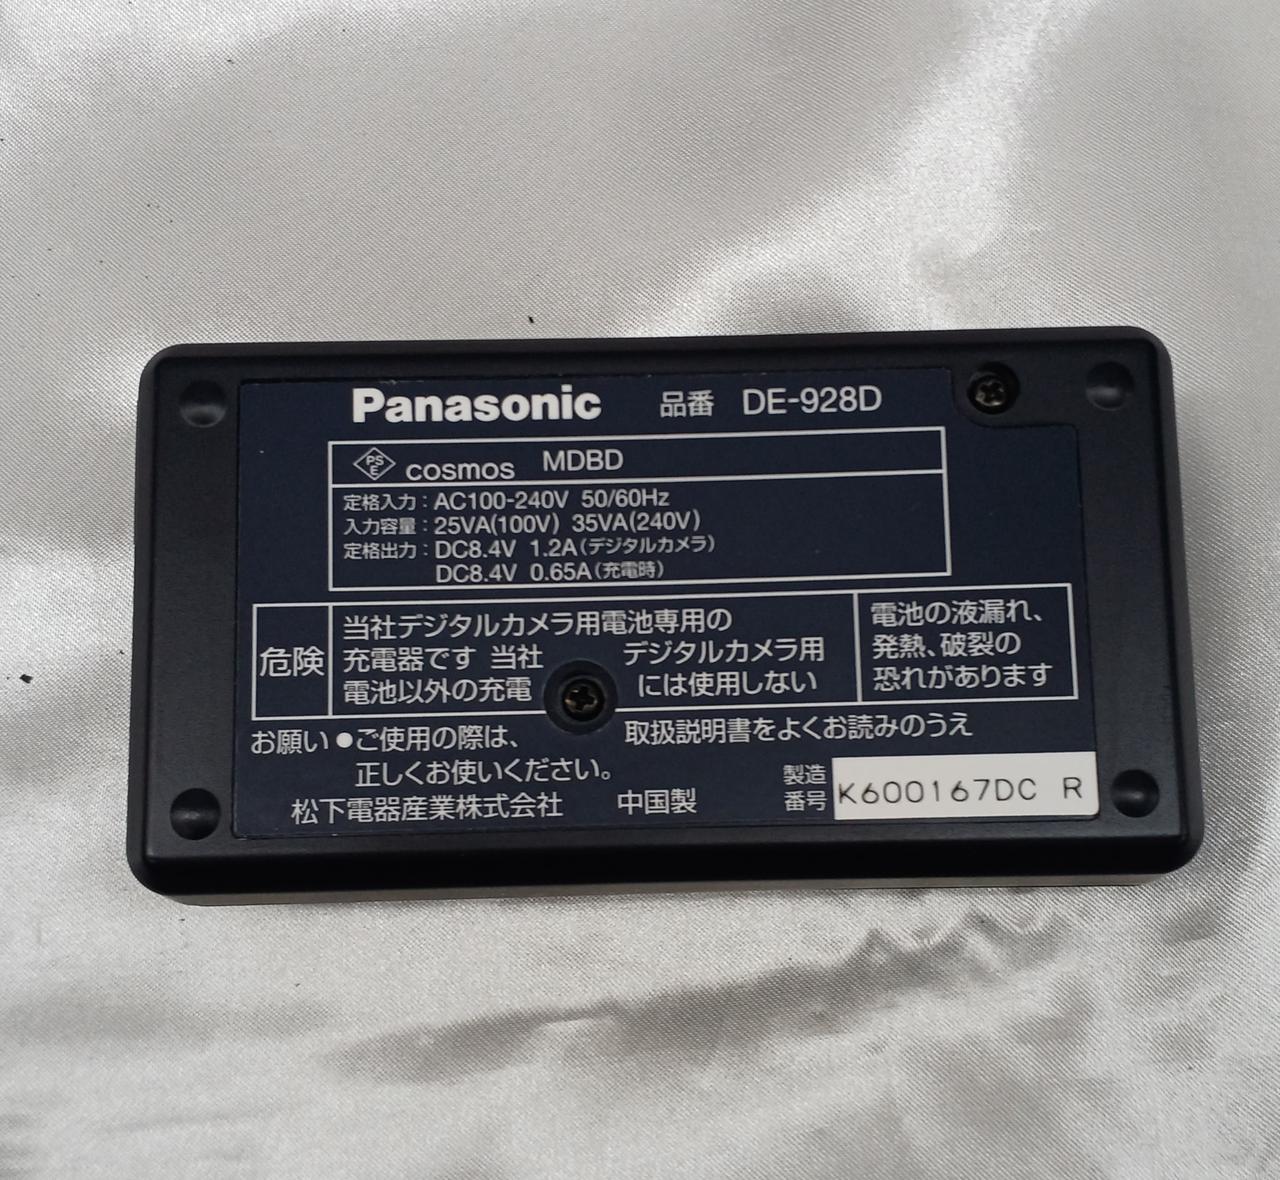 Panasonic 品番 DE-928D
PSE cosmos MDBD
定格入力：AC100-240V 50/60Hz
入力容量：25VA(100V) 35VA(240V)
定格出力：DC8.4V 1.2A(デジタルカメラ)
DC8.4V 0.65A(充電時)
危険
当社デジタルカメラ用電池専用の
充電器です 当社 デジタルカメラ用
電池以外の充電 には使用しない
電池の液漏れ、
発熱、破裂の
恐れがあります
お願い ●ご使用の際は、 取扱説明書をよくお読みのうえ
正しくお使いください。
松下電器産業株式会社 中国製
製造
番号 K600167DC R